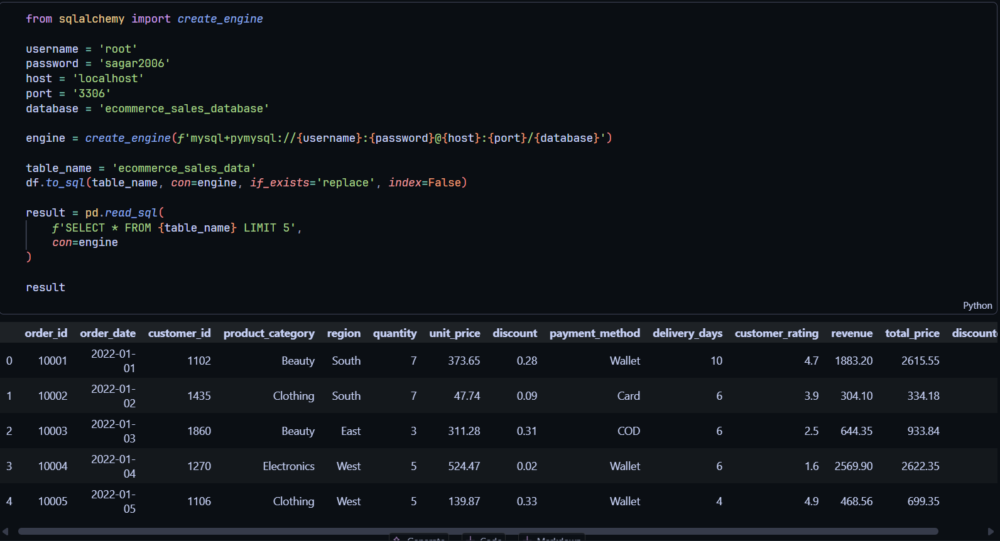 from sqlalchemy import create_engine
username = 'root'
password = 'sagar2006'
host = 'localhost'
port = '3306'
database = 'ecommerce_sales_database'
engine = create_engine(f'mysql+pymysql://{username}:{password}@{host}:{port}/{database}')
table_name = 'ecommerce_sales_data'
df.to_sql(table_name, con=engine, if_exists='replace', index=False)
result = pd.read_sql(
f'SELECT * FROM {table_name} LIMIT 5',
con=engine
)
result
Python
order_id order_date customer_id product_category region quantity unit_price discount payment_method delivery_days customer_rating revenue total_price discount
0 10001 2022-01-01 1102 Beauty South 7 373.65 0.28 Wallet 10 4.7 1883.20 2615.55
1 10002 2022-01-02 1435 Clothing South 7 47.74 0.09 Card 6 3.9 304.10 334.18
2 10003 2022-01-03 1860 Beauty East 3 311.28 0.31 COD 6 2.5 644.35 933.84
3 10004 2022-01-04 1270 Electronics West 5 524.47 0.02 Wallet 6 1.6 2569.90 2622.35
4 10005 2022-01-05 1106 Clothing West 5 139.87 0.33 Wallet 4 4.9 468.56 699.35